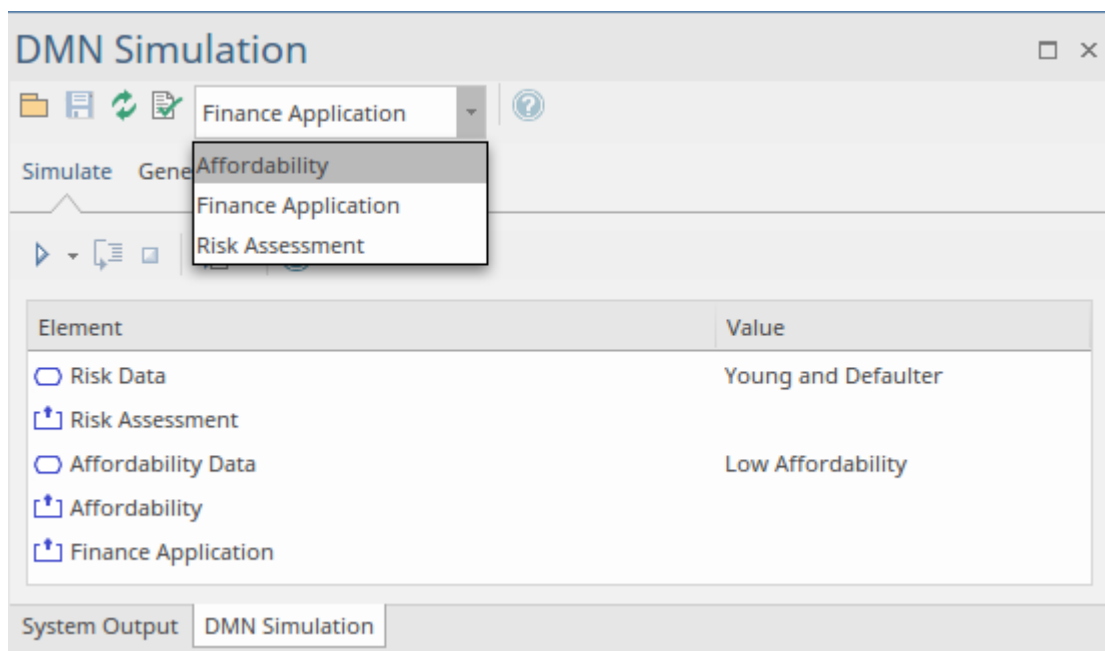 DMN Simulation
Finance Application
Simulate Gene Affordability
Finance Application
Risk Assessment
Element Value
Risk Data Young and Defaulter
Risk Assessment
Affordability Data Low Affordability
Affordability
Finance Application
System Output DMN Simulation